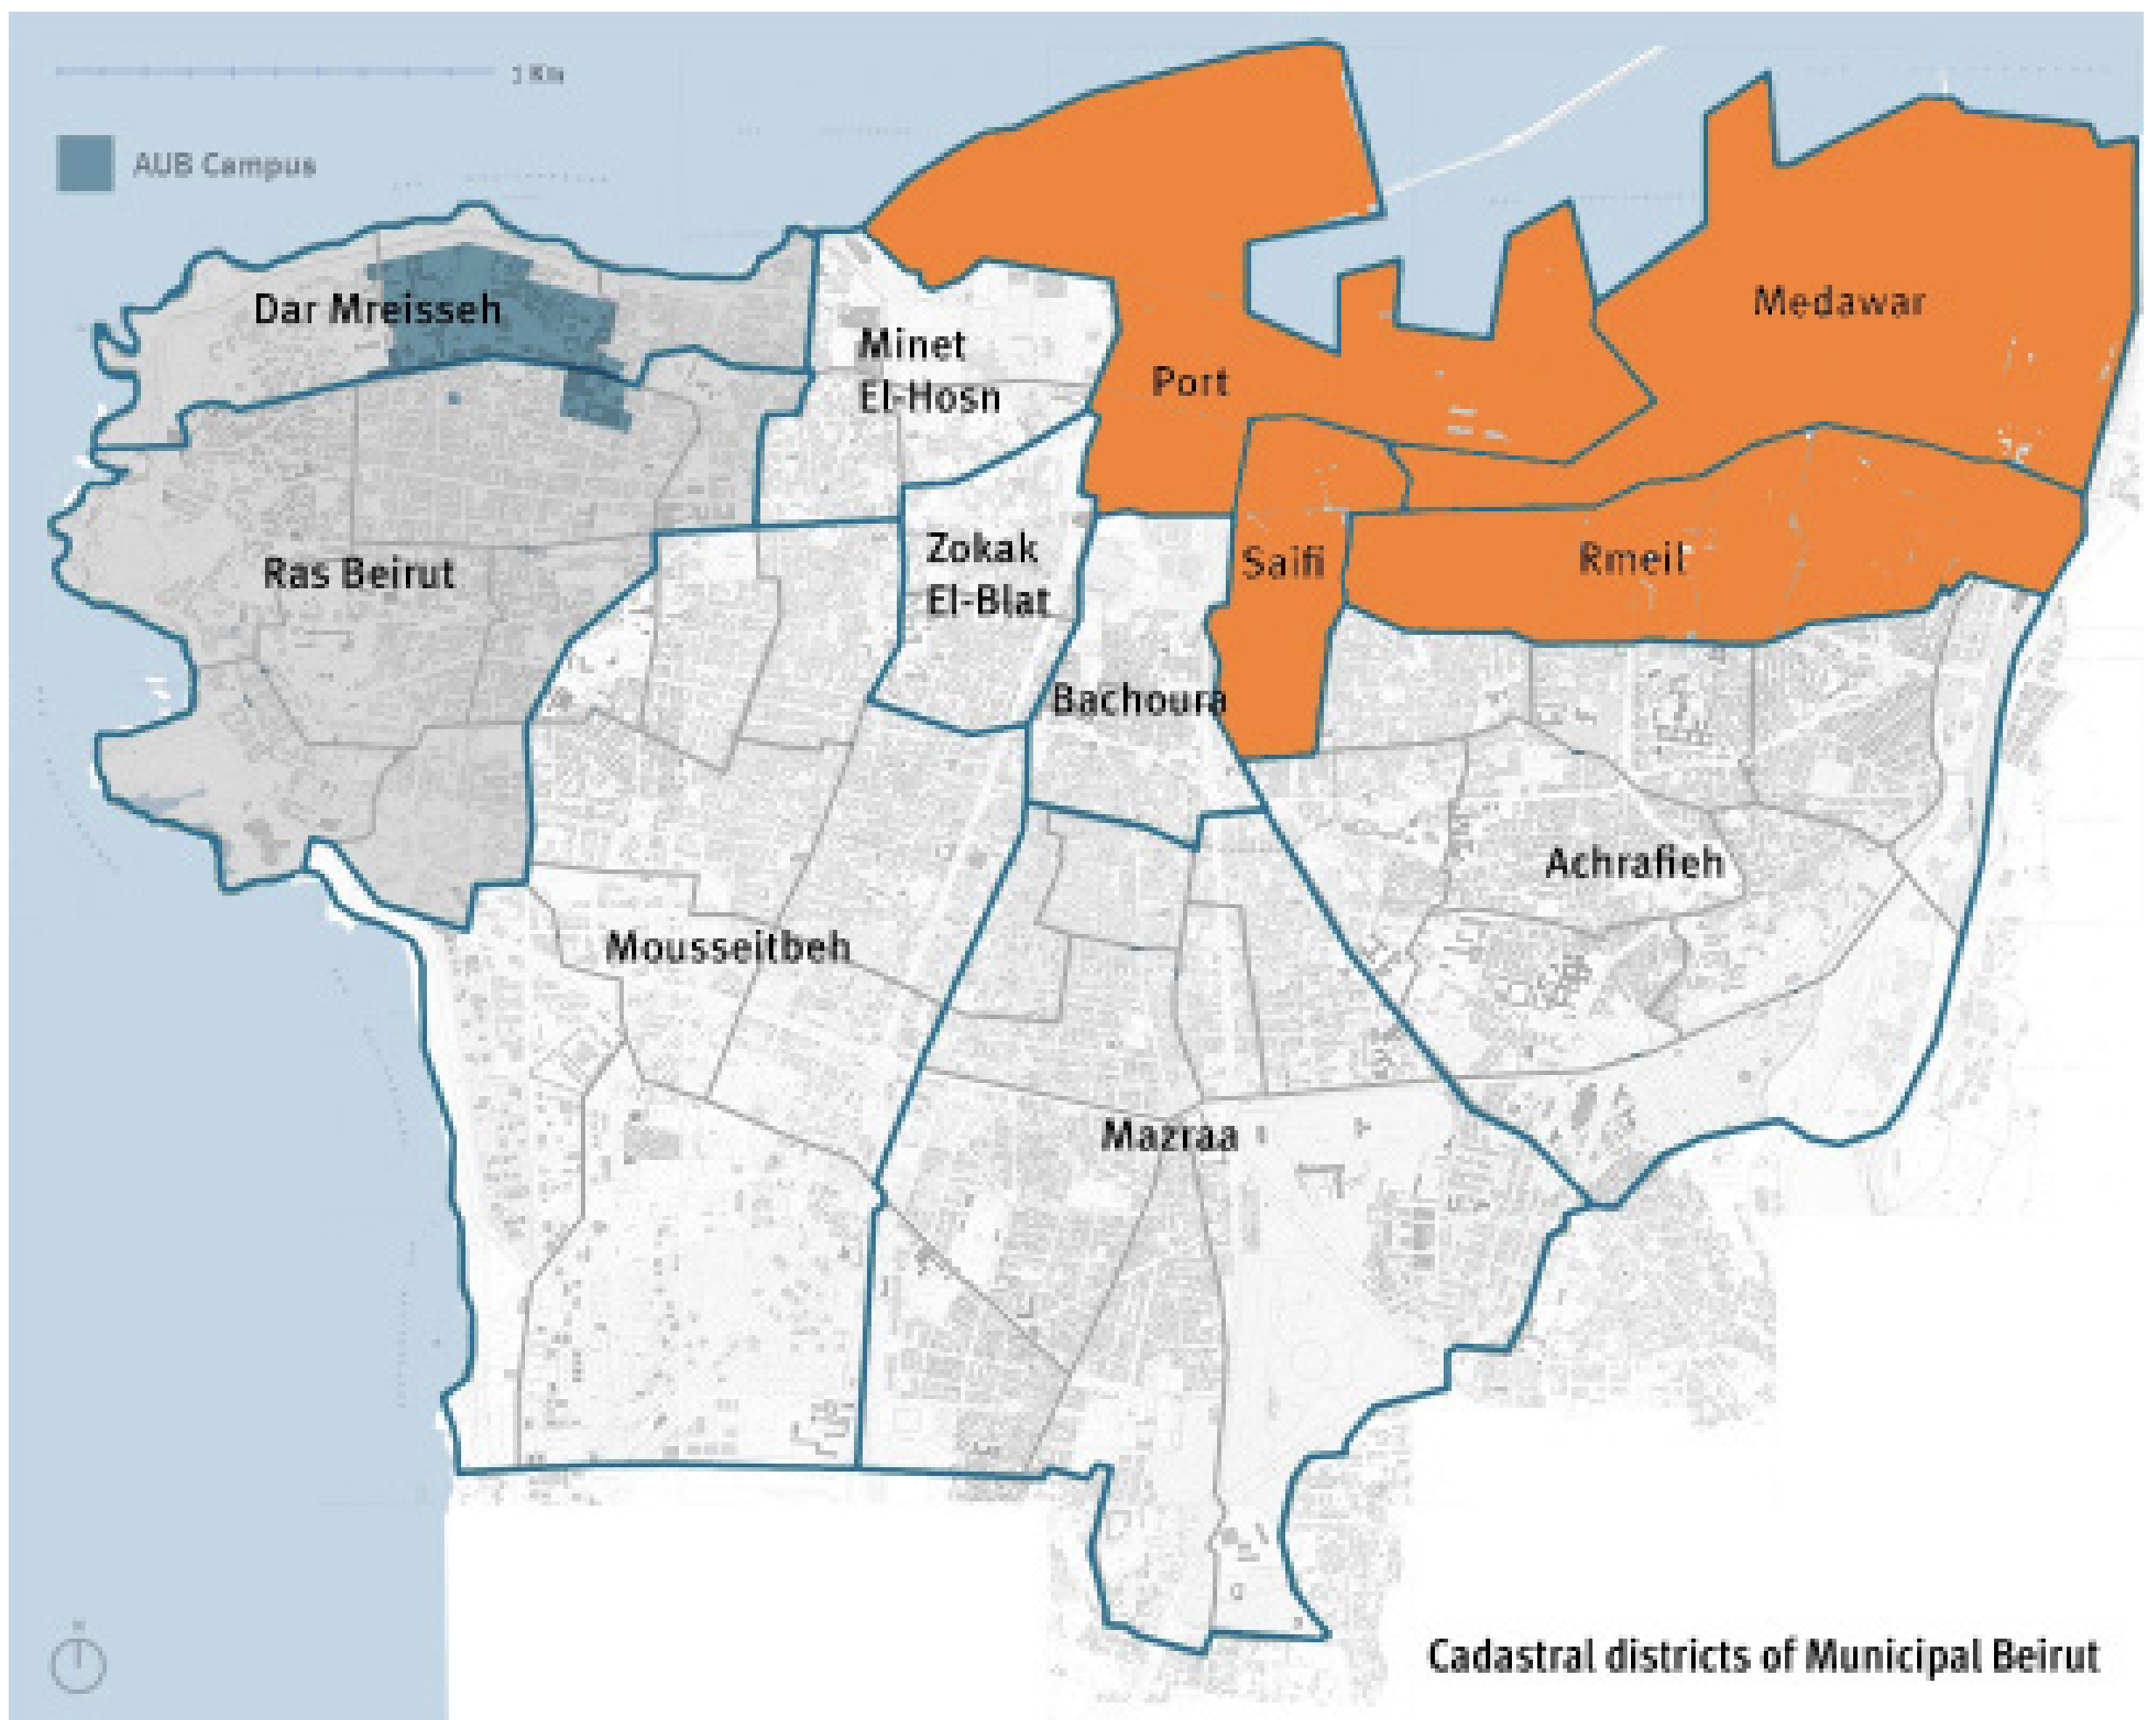 1 Km
AUB Campus
Dar Mreisseh
Minet
El-Hosn
Port
Medawar
Ras Beirut
Zokak
El-Blat
Saifi
Rmeil
Bachoura
Achrafieh
Mousseitbeh
Mazraa
Cadastral districts of Municipal Beirut